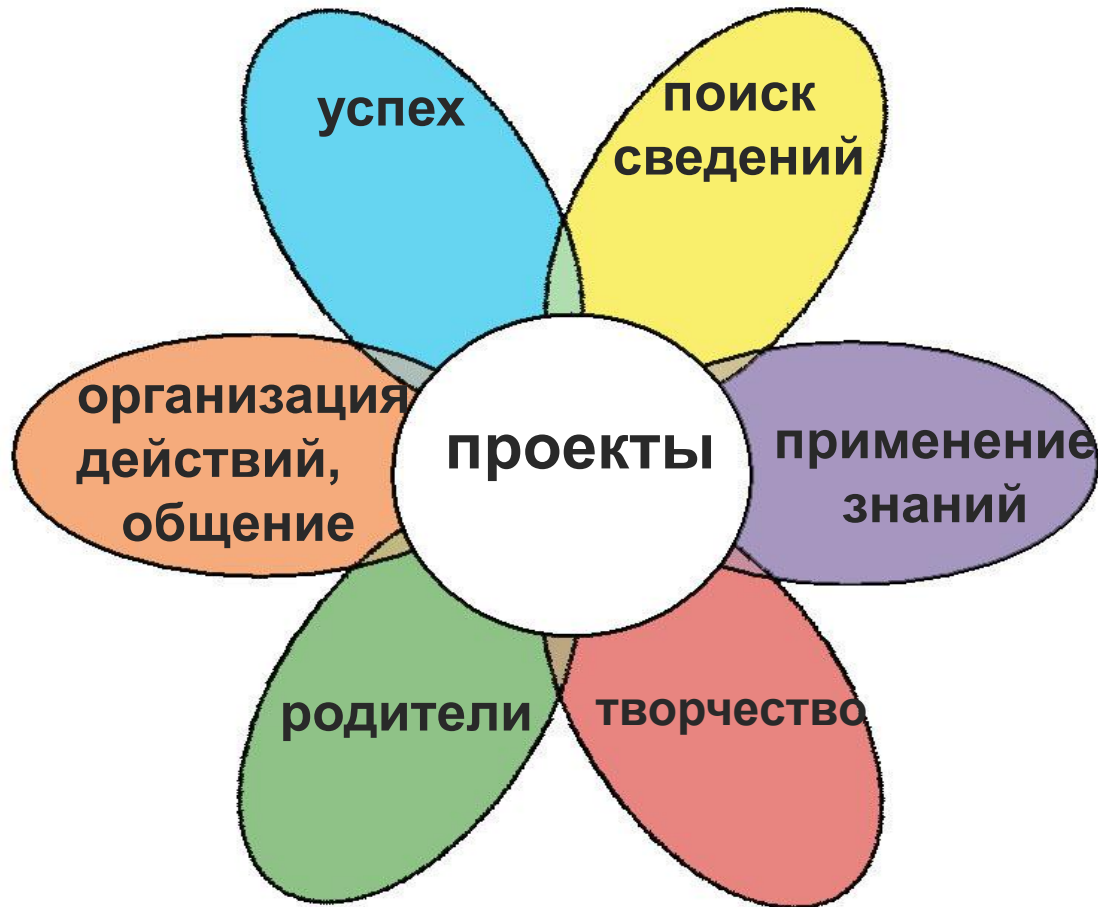 успех
поиск
сведений
организация
действий,
общение
проекты
применение
знаний
родители
творчество